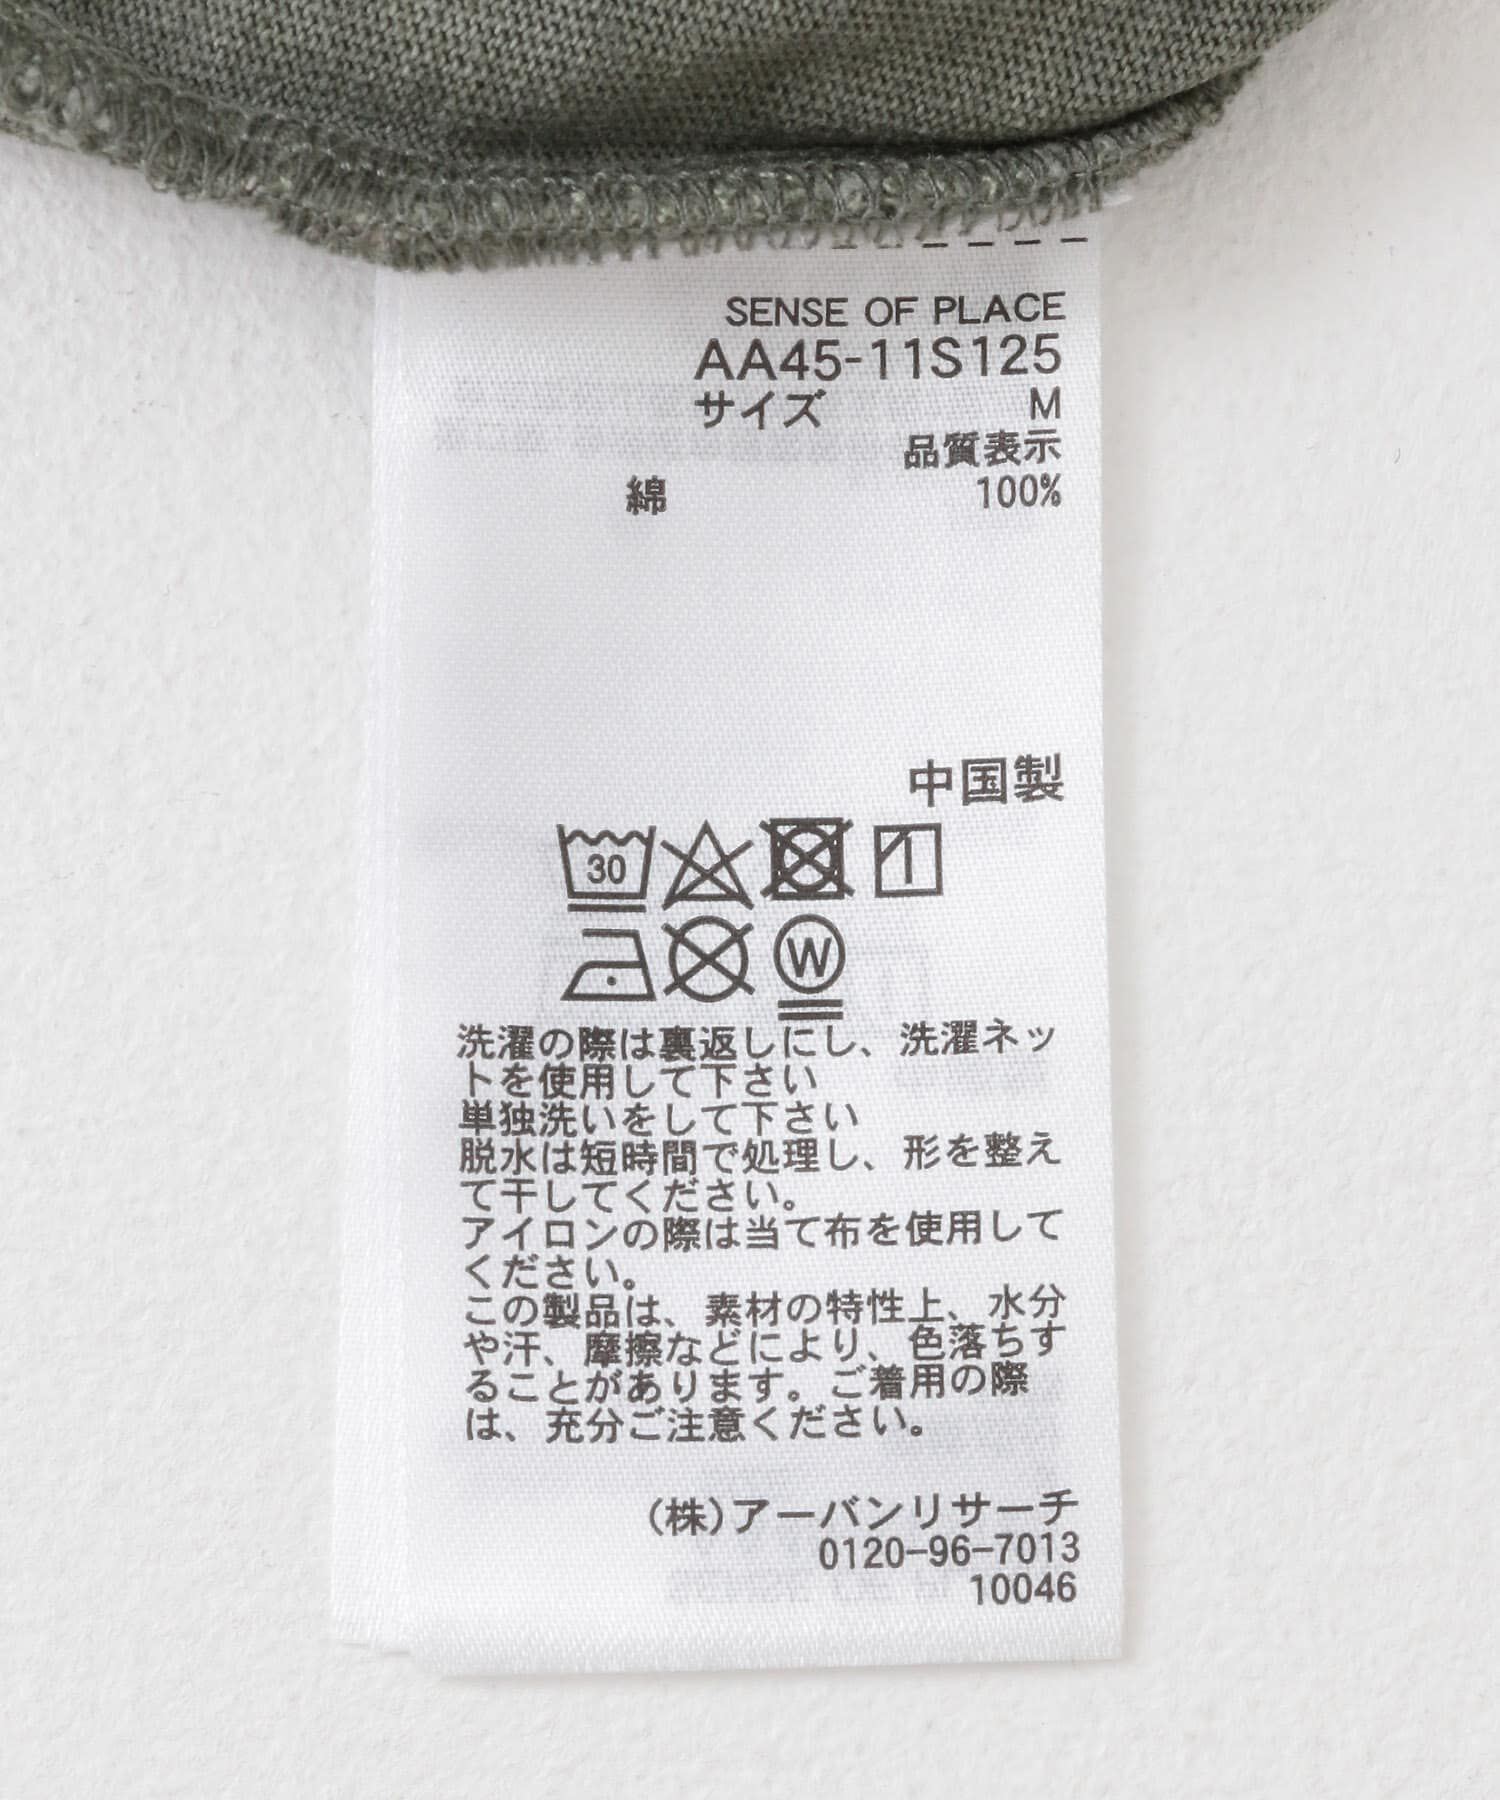 SENSE OF PLACE
AA45-11S125
サイズ M
品質表示
綿 100%
中国製
30
W
洗濯の際は裏返しにし、洗濯ネッ
トを使用して下さい
単独洗いをして下さい
脱水は短時間で処理し、形を整え
て干してください。
アイロンの際は当て布を使用して
ください。
この製品は、素材の特性上、水分
や汗、摩擦などにより、色落ちす
ることがあります。ご着用の際
は、充分ご注意ください。
(株)アーバンリサーチ
0120-96-7013
10046